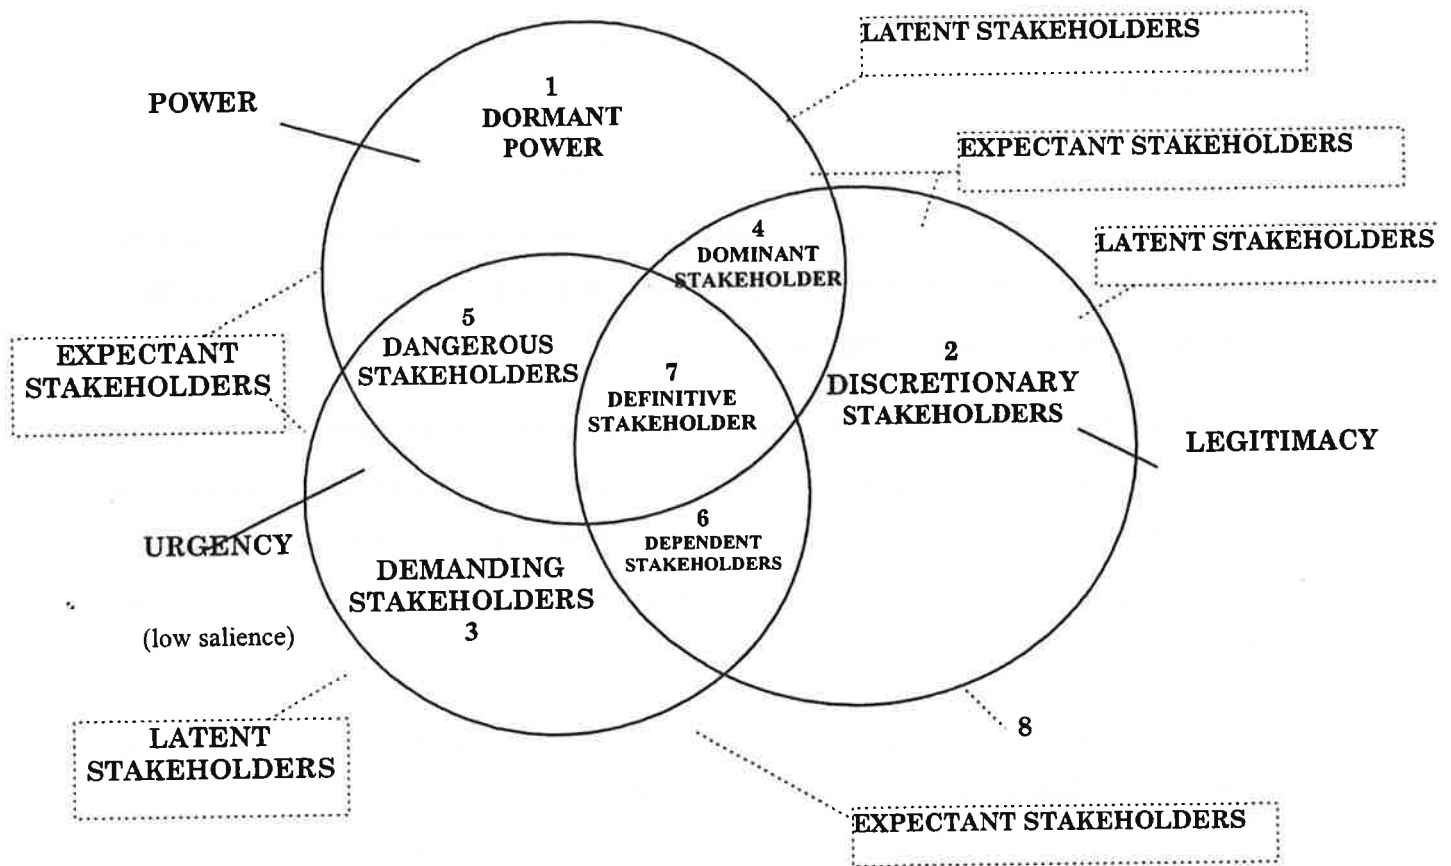 LATENT STAKEHOLDERS
POWER
1
DORMANT
POWER
EXPECTANT STAKEHOLDERS
4
DOMINANT
STAKEHOLDER
LATENT STAKEHOLDERS
5
DANGEROUS
STAKEHOLDERS
EXPECTANT
STAKEHOLDERS
7
DEFINITIVE
STAKEHOLDER
2
DISCRETIONARY
STAKEHOLDERS
LEGITIMACY
URGENCY
6
DEPENDENT
STAKEHOLDERS
DEMANDING
STAKEHOLDERS
3
(low salience)
LATENT
STAKEHOLDERS
8
EXPECTANT STAKEHOLDERS